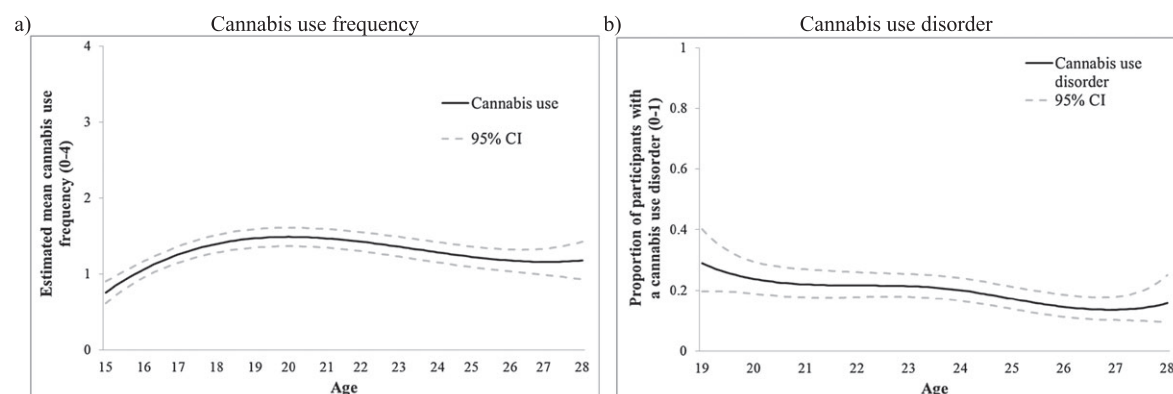 a) Cannabis use frequency
4
3
2
1
0
Estimated mean cannabis use
frequency (0-4)
Cannabis use
95% CI
15 16 17 18 19 20 21 22 23 24 25 26 27 28
Age
b) Cannabis use disorder
1
0.8
0.6
0.4
0.2
0
Proportion of participants with
a cannabis use disorder (0-1)
Cannabis use
disorder
95% CI
19 20 21 22 23 24 25 26 27 28
Age